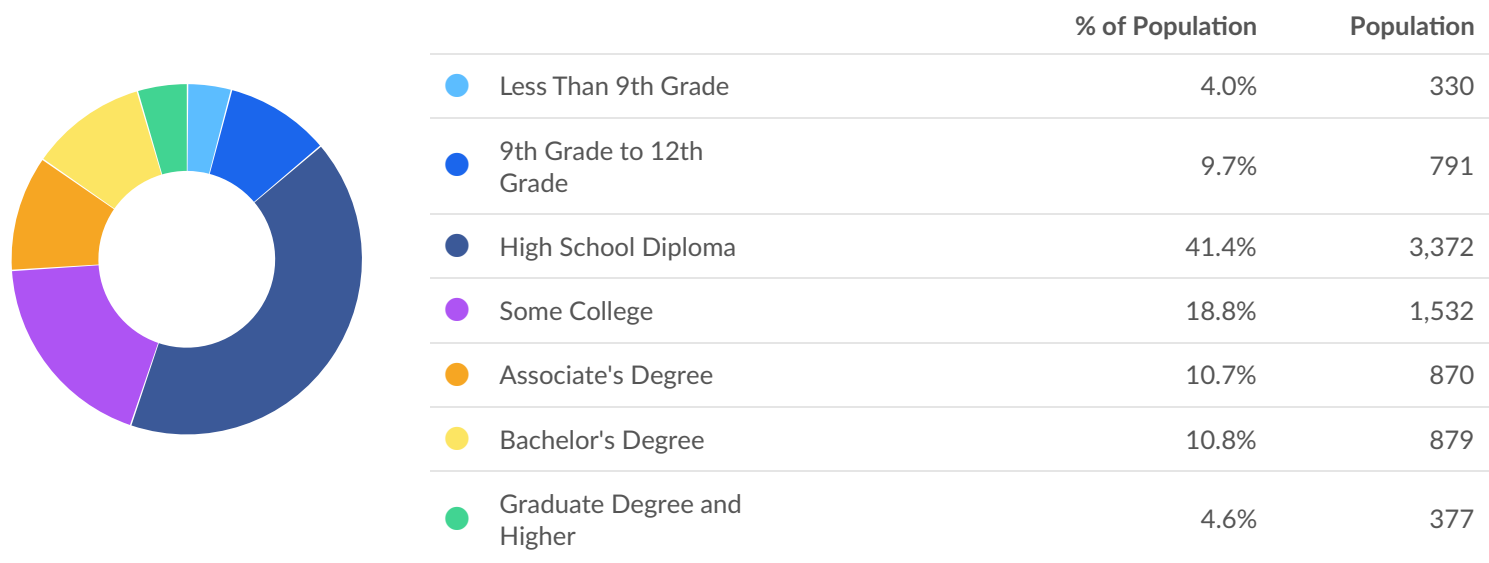 % of Population Population
Less Than 9th Grade 4.0% 330
9th Grade to 12th
Grade 9.7% 791
High School Diploma 41.4% 3,372
Some College 18.8% 1,532
Associate's Degree 10.7% 870
Bachelor's Degree 10.8% 879
Graduate Degree and
Higher 4.6% 377